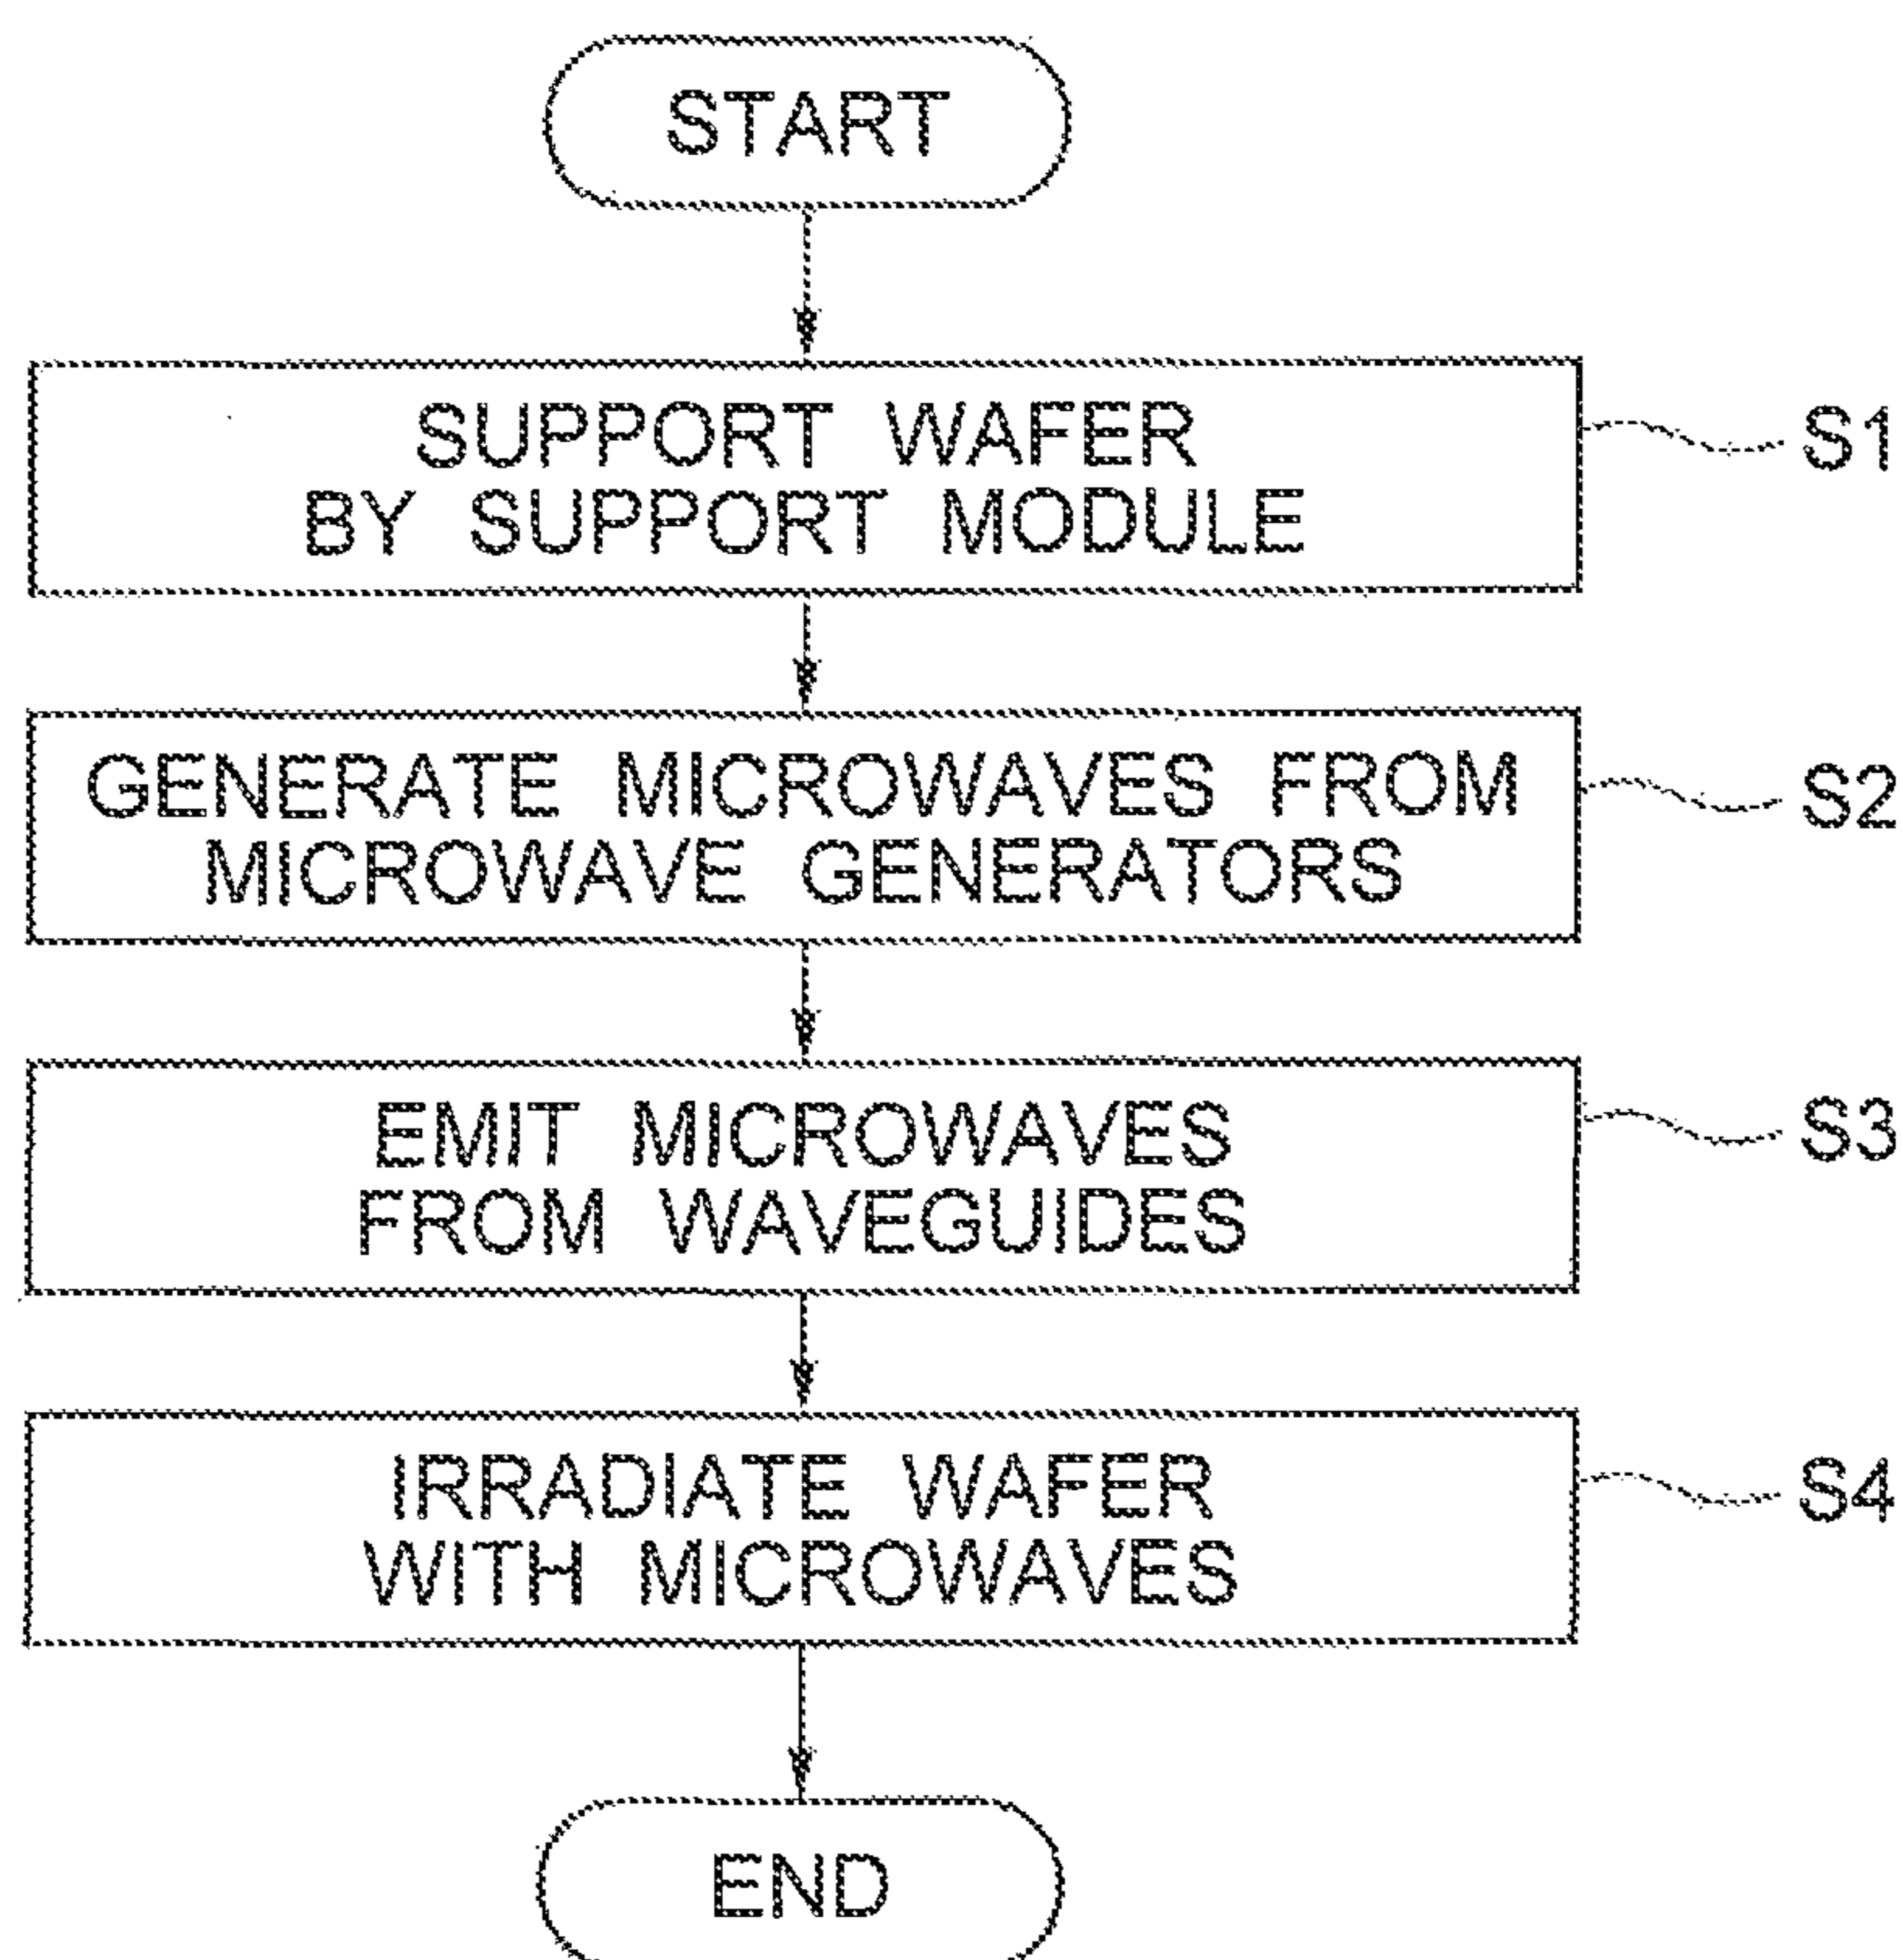 START
SUPPORT WAFER
BY SUPPORT MODULE
S1
GENERATE MICROWAVES FROM
MICROWAVE GENERATORS
S2
EMIT MICROWAVES
FROM WAVEGUIDES
S3
IRRADIATE WAFER
WITH MICROWAVES
S4
END